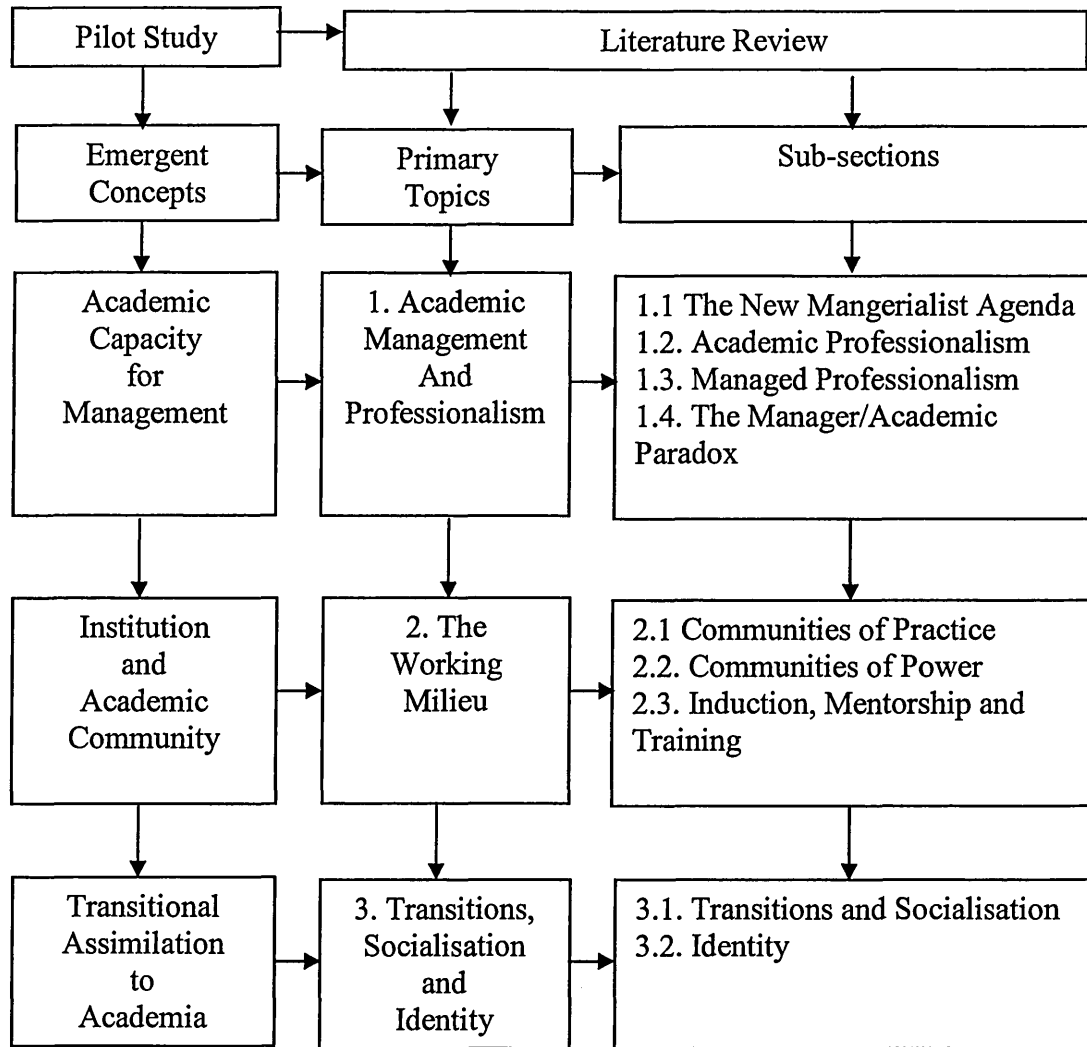 Pilot Study
Literature Review
Emergent
Concepts
Primary
Topics
Sub-sections
Academic
Capacity
for
Management
1. Academic
Management
And
Professionalism
1.1 The New Mangerialist Agenda
1.2. Academic Professionalism
1.3. Managed Professionalism
1.4. The Manager/Academic
Paradox
Institution
and
Academic
Community
2. The
Working
Milieu
2.1 Communities of Practice
2.2. Communities of Power
2.3. Induction, Mentorship and
Training
Transitional
Assimilation
to
Academia
3. Transitions,
Socialisation
and
Identity
3.1. Transitions and Socialisation
3.2. Identity